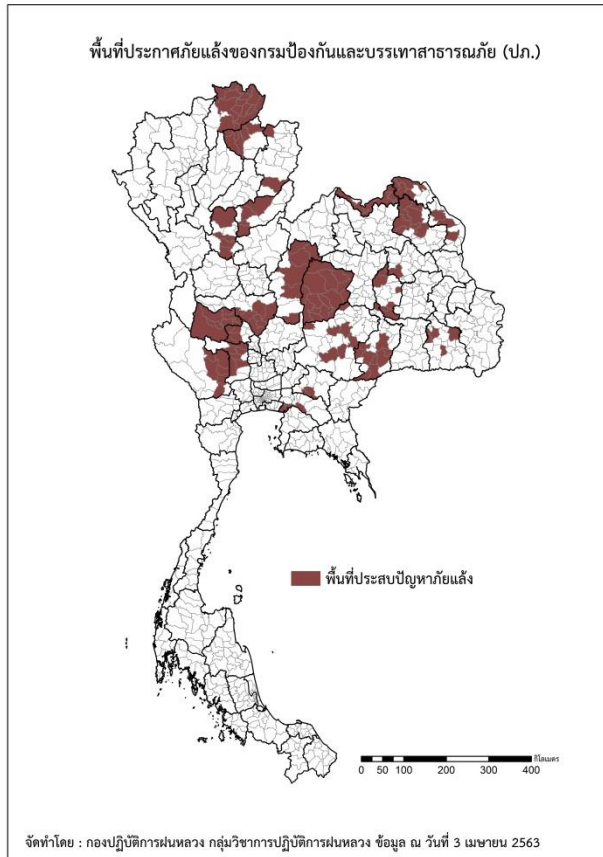 พื้นที่ประกาศภัยแล้งของกรมป้องกันและบรรเทาสาธารณภัย (ปภ.)
พื้นที่ประสบปัญหาภัยแล้ง
กิโลเมตร
0 50 100 200 300 400
จัดทำโดย : กองปฏิบัติการฝนหลวง กลุ่มวิชาการปฏิบัติการฝนหลวง ข้อมูล ณ วันที่ 3 เมษายน 2563